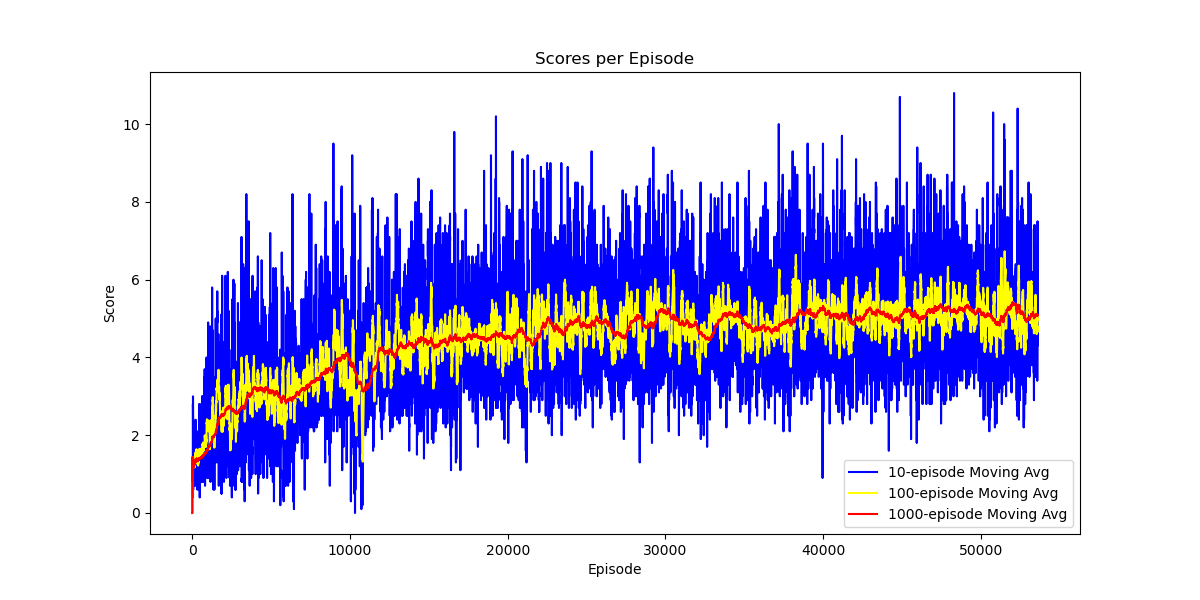 Scores per Episode
10
8
6
4
2
0
Score
0
10000
20000
30000
40000
50000
Episode
10-episode Moving Avg
100-episode Moving Avg
1000-episode Moving Avg